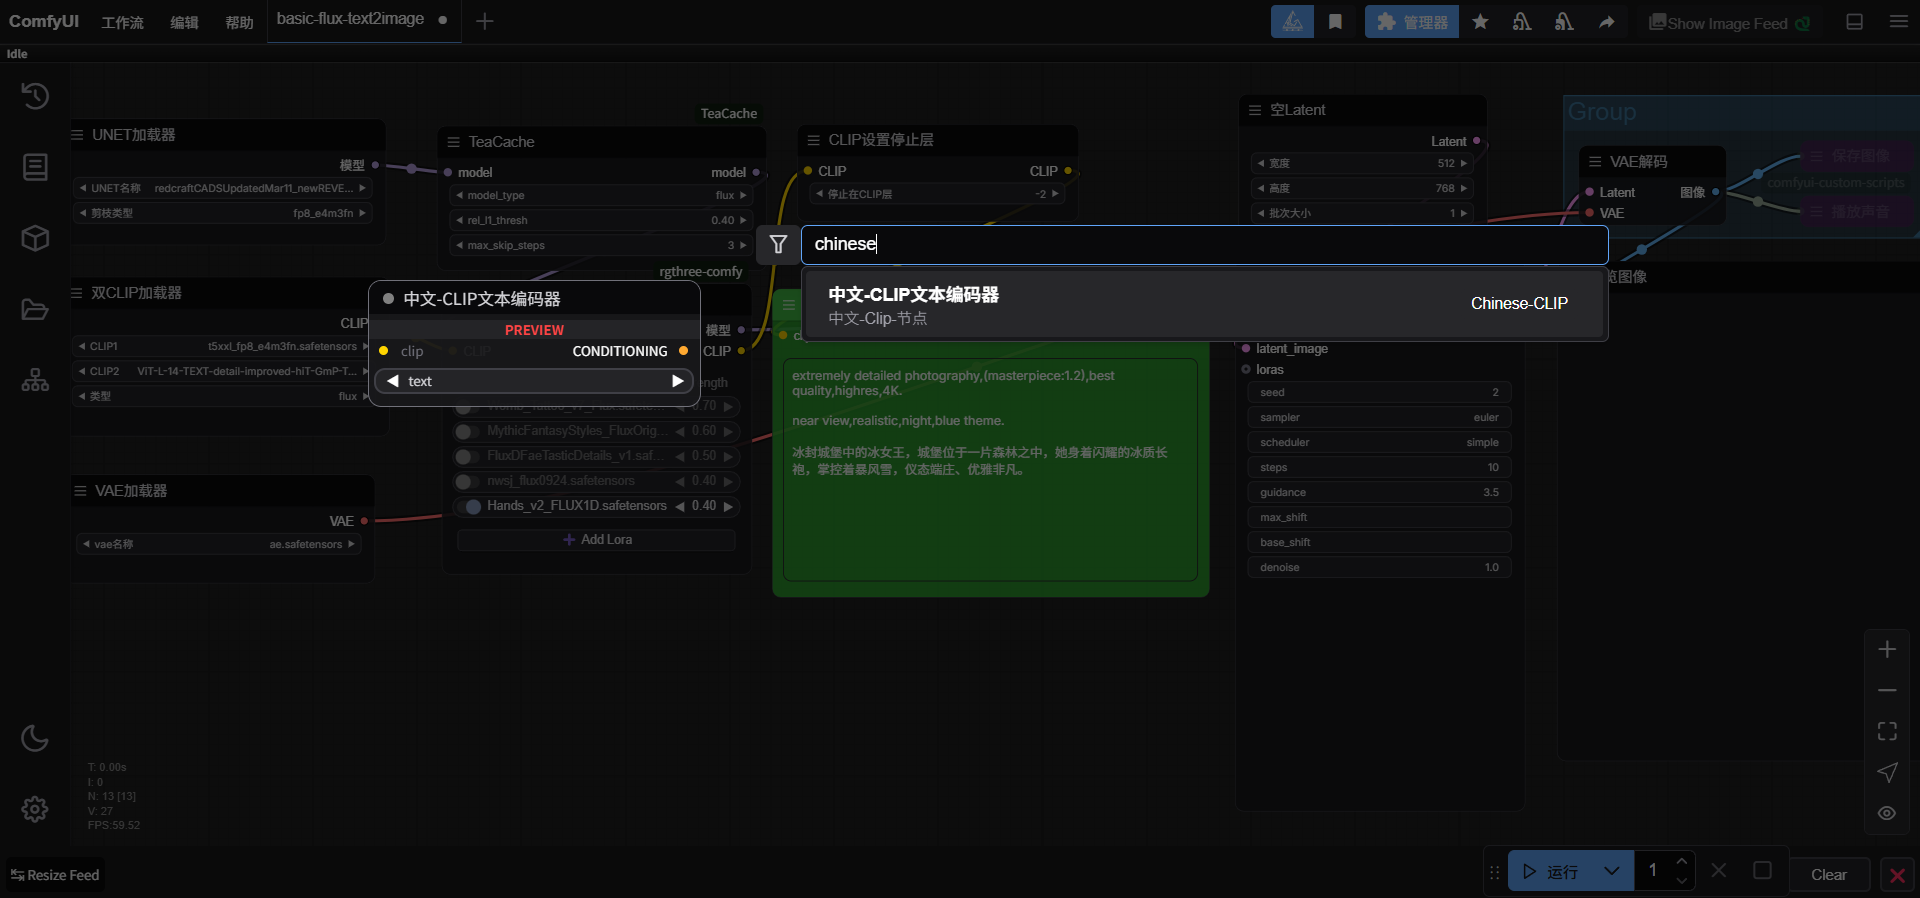 ComfyUI 工作流 编辑 帮助 basic-flux-text2image
管理器 Show Image Feed
Idle
TeaCache
UNET加载器
模型
UNET名称 redcraftCADSUpdatedMar11_newREVE...
剪枝类型 fp8_e4m3fn
TeaCache
model model
model_type flux
rel_l1_thresh 0.40
max_skip_steps 3
rgthree-comfy
CLIP设置停止层
CLIP CLIP
停止在CLIP层 -2
空Latent
Latent
宽度 512
高度 768
批次大小 1
Group
VAE解码
Latent 图像
VAE
保存图像
comfyui-custom-scripts
播放声音
览图像
chinese
中文-CLIP文本编码器
中文-Clip-节点
Chinese-CLIP
双CLIP加载器
CLIP
CLIP1 t5xxl_fp8_e4m3fn.safetensors
CLIP2 ViT-L-14-TEXT-detail-improved-hiT-GmP-T...
类型 flux
中文-CLIP文本编码器
PREVIEW
clip CONDITIONING
text
模型
CLIP CLIP
ength
0.70
MythicFantasyStyles_FluxOrig... 0.60
FluxDFaeTasticDetails_v1.saf... 0.50
nwsj_flux0924.safetensors 0.40
Hands_v2_FLUX1D.safetensors 0.40
Add Lora
VAE加载器
VAE
vae名称 ae.safetensors
extremely detailed photography,(masterpiece:1.2),best
quality,highres,4K.
near view,realistic,night,blue theme.
冰封城堡中的冰女王，城堡位于一片森林之中，她身着闪耀的冰质长
袍，掌控着暴风雪，仪态端庄、优雅非凡。
latent_image
loras
seed 2
sampler euler
scheduler simple
steps 10
guidance 3.5
max_shift
base_shift
denoise 1.0
T: 0.00s
I: 0
N: 13 [13]
V: 27
FPS:59.52
Resize Feed
运行 1 Clear